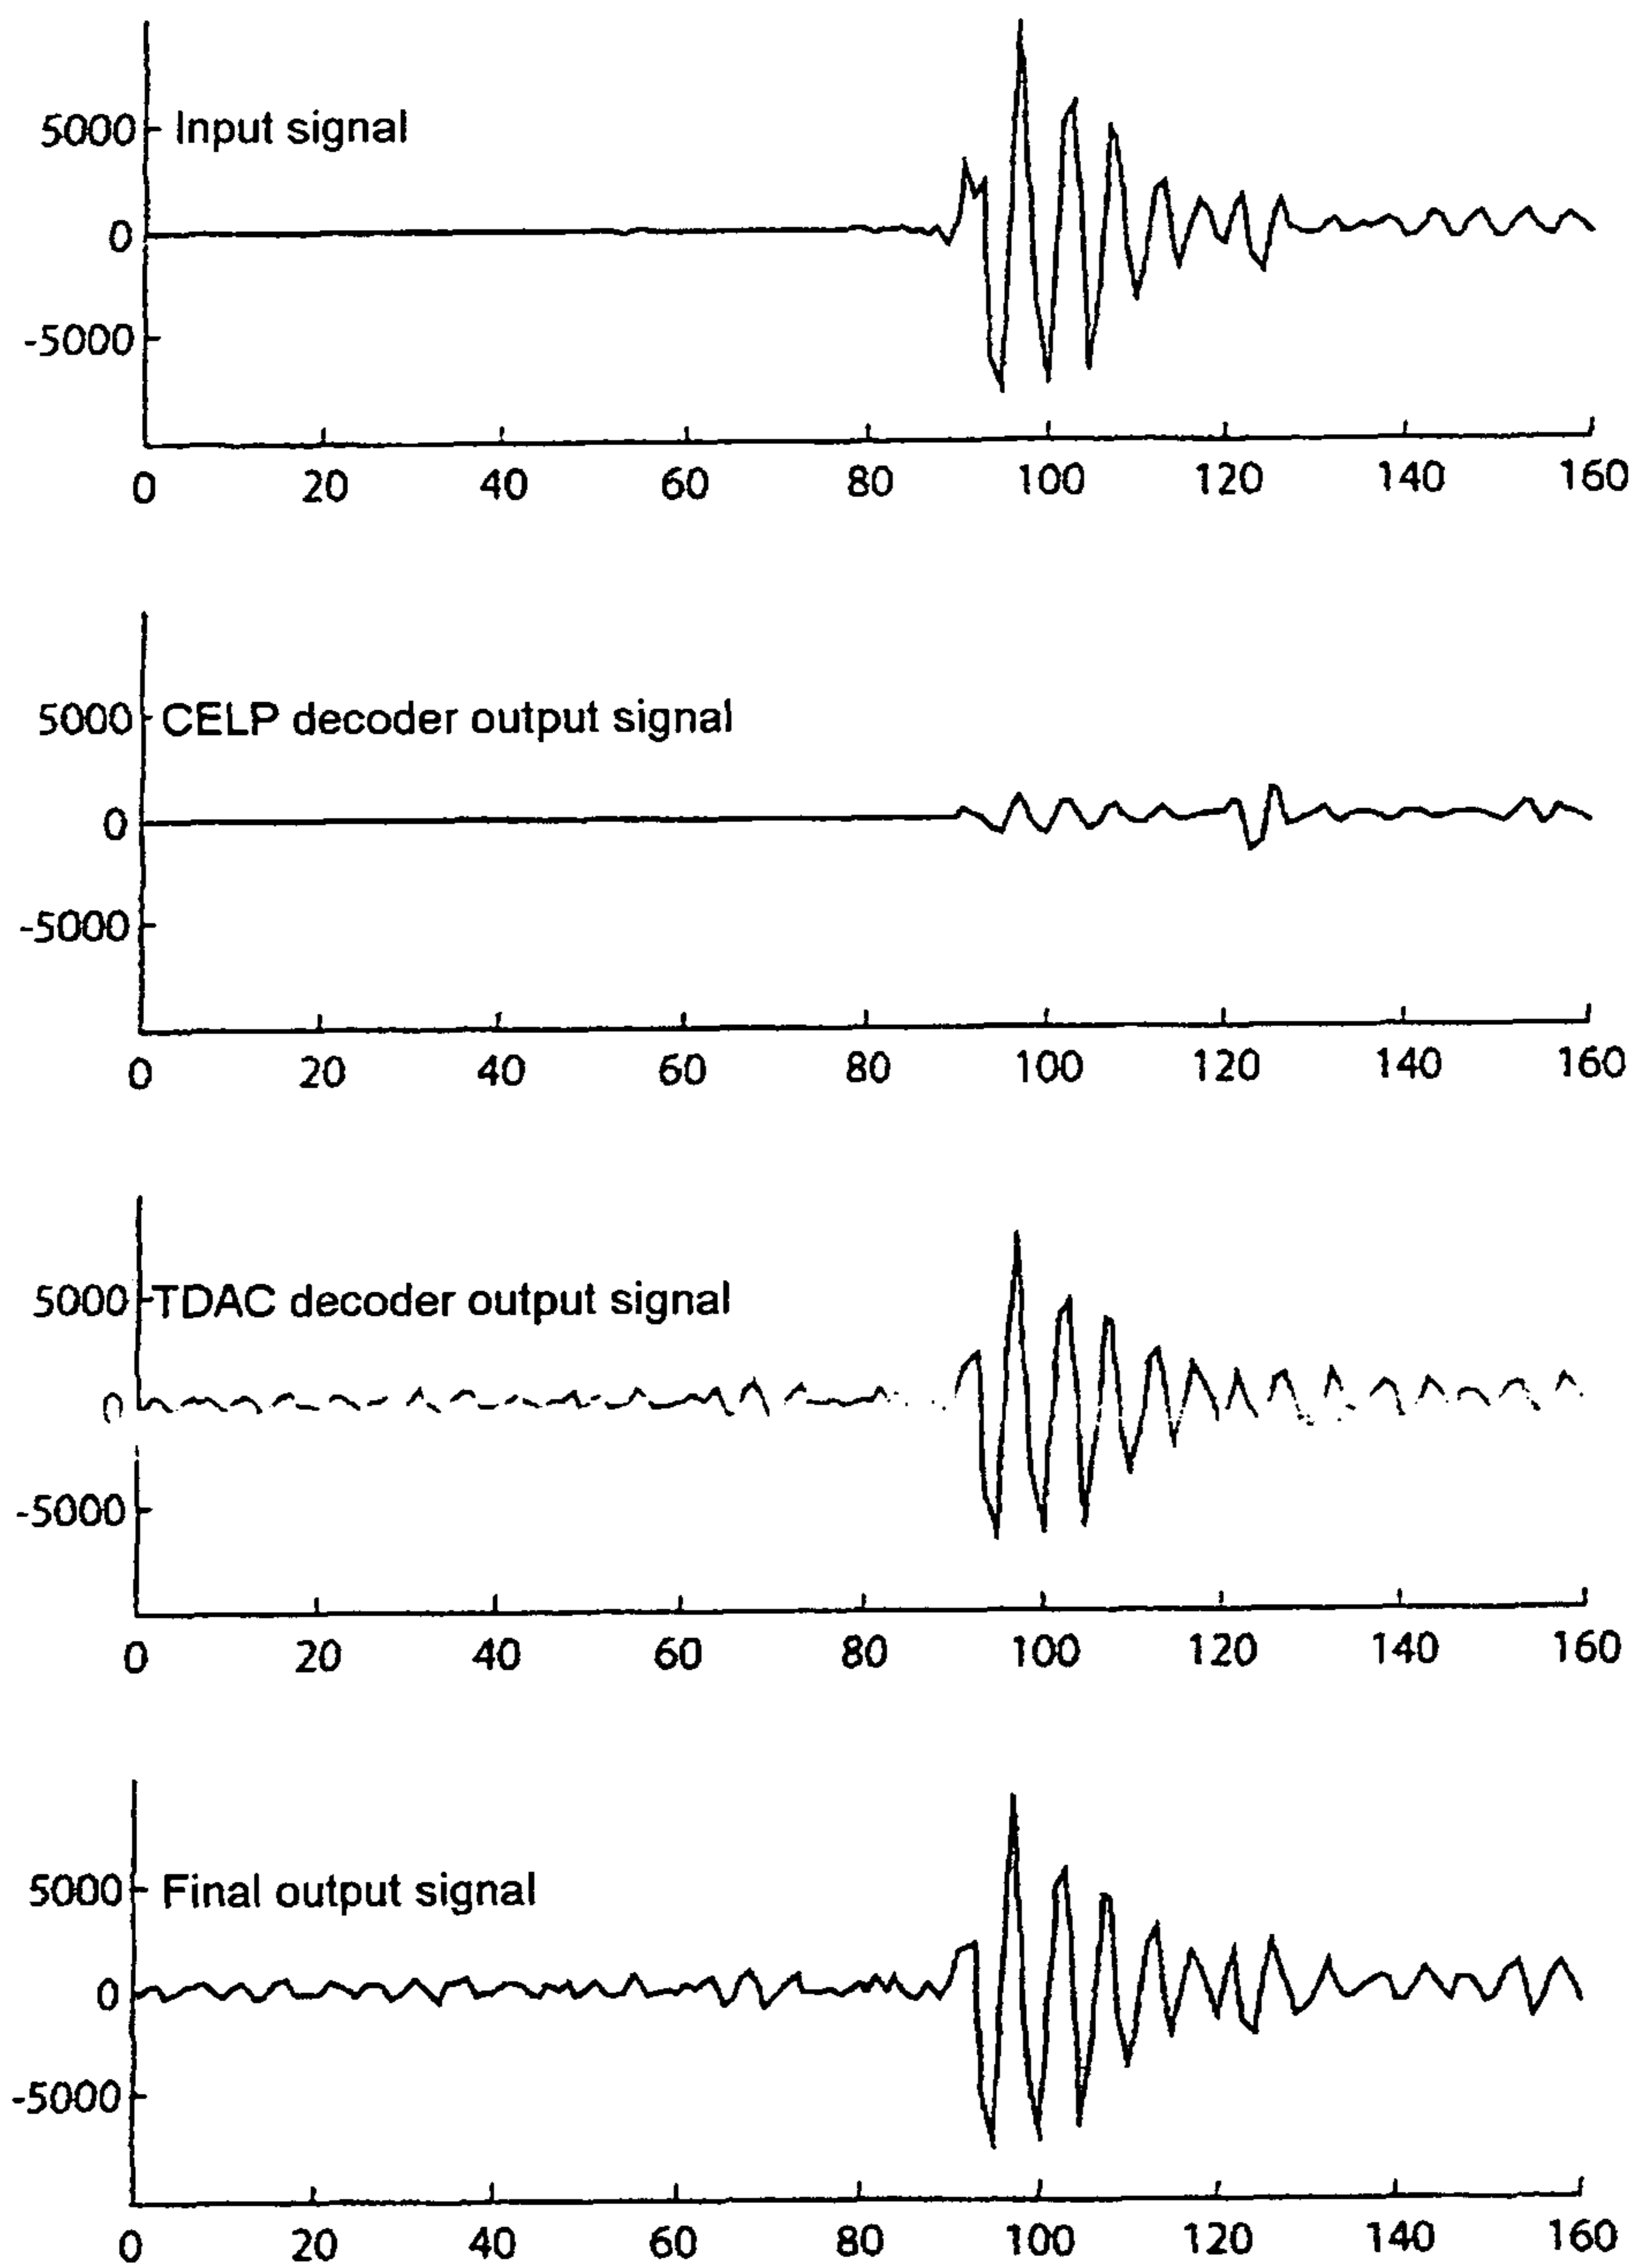 5000 Input signal
0
-5000
0 20 40 60 80 100 120 140 160
5000 CELP decoder output signal
0
-5000
0 20 40 60 80 100 120 140 160
5000 TDAC decoder output signal
0
-5000
0 20 40 60 80 100 120 140 160
5000 Final output signal
0
-5000
0 20 40 60 80 100 120 140 160